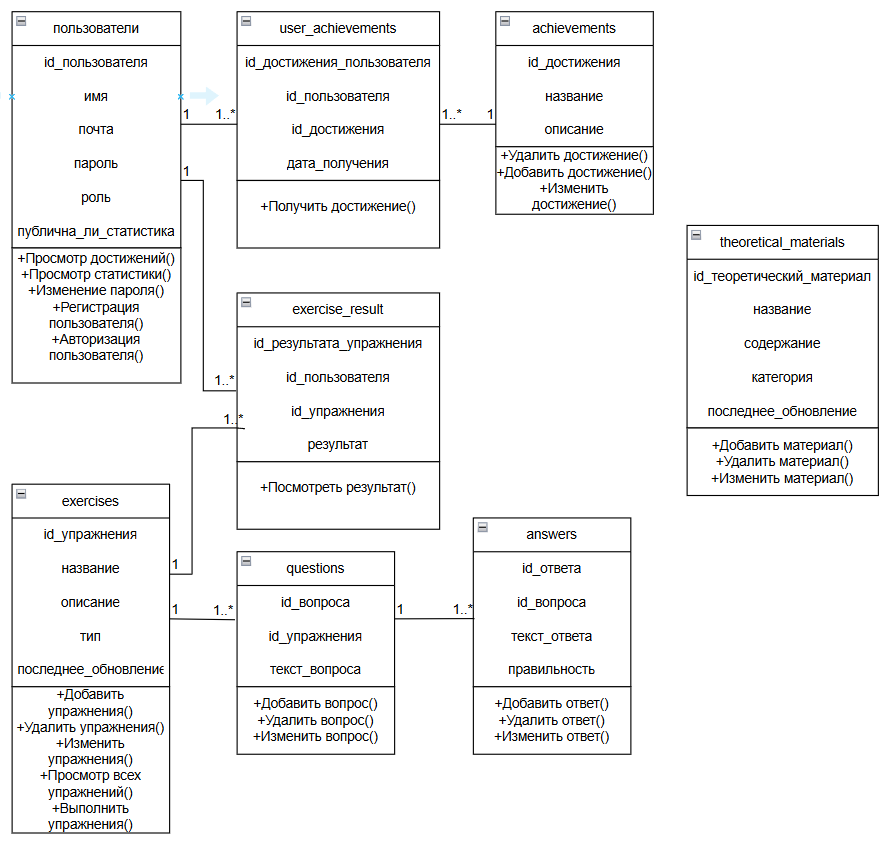 пользователи
id_пользователя
имя
почта
пароль
роль
публична_ли_статистика
+Просмотр достижений()
+Просмотр статистики()
+Изменение пароля()
+Регистрация
пользователя()
+Авторизация
пользователя()
1
1..*
1
1..*
user_achievements
id_достижения_пользователя
id_пользователя
id_достижения
дата_получения
+Получить достижение()
1..*
1
achievements
id_достижения
название
описание
+Удалить достижение()
+Добавить достижение()
+Изменить
достижение()
theoretical_materials
id_теоретический_материал
название
содержание
категория
последнее_обновление
+Добавить материал()
+Удалить материал()
+Изменить материал()
exercise_result
id_результата_упражнения
id_пользователя
id_упражнения
результат
+Посмотреть результат()
1..*
1
exercises
id_упражнения
название
описание
тип
последнее_обновление
+Добавить
упражнения()
+Удалить упражнения()
+Изменить
упражнения()
+Просмотр всех
упражнений()
+Выполнить
упражнения()
1
1..*
questions
id_вопроса
id_упражнения
текст_вопроса
+Добавить вопрос()
+Удалить вопрос()
+Изменить вопрос()
1
1..*
answers
id_ответа
id_вопроса
текст_ответа
правильность
+Добавить ответ()
+Удалить ответ()
+Изменить ответ()